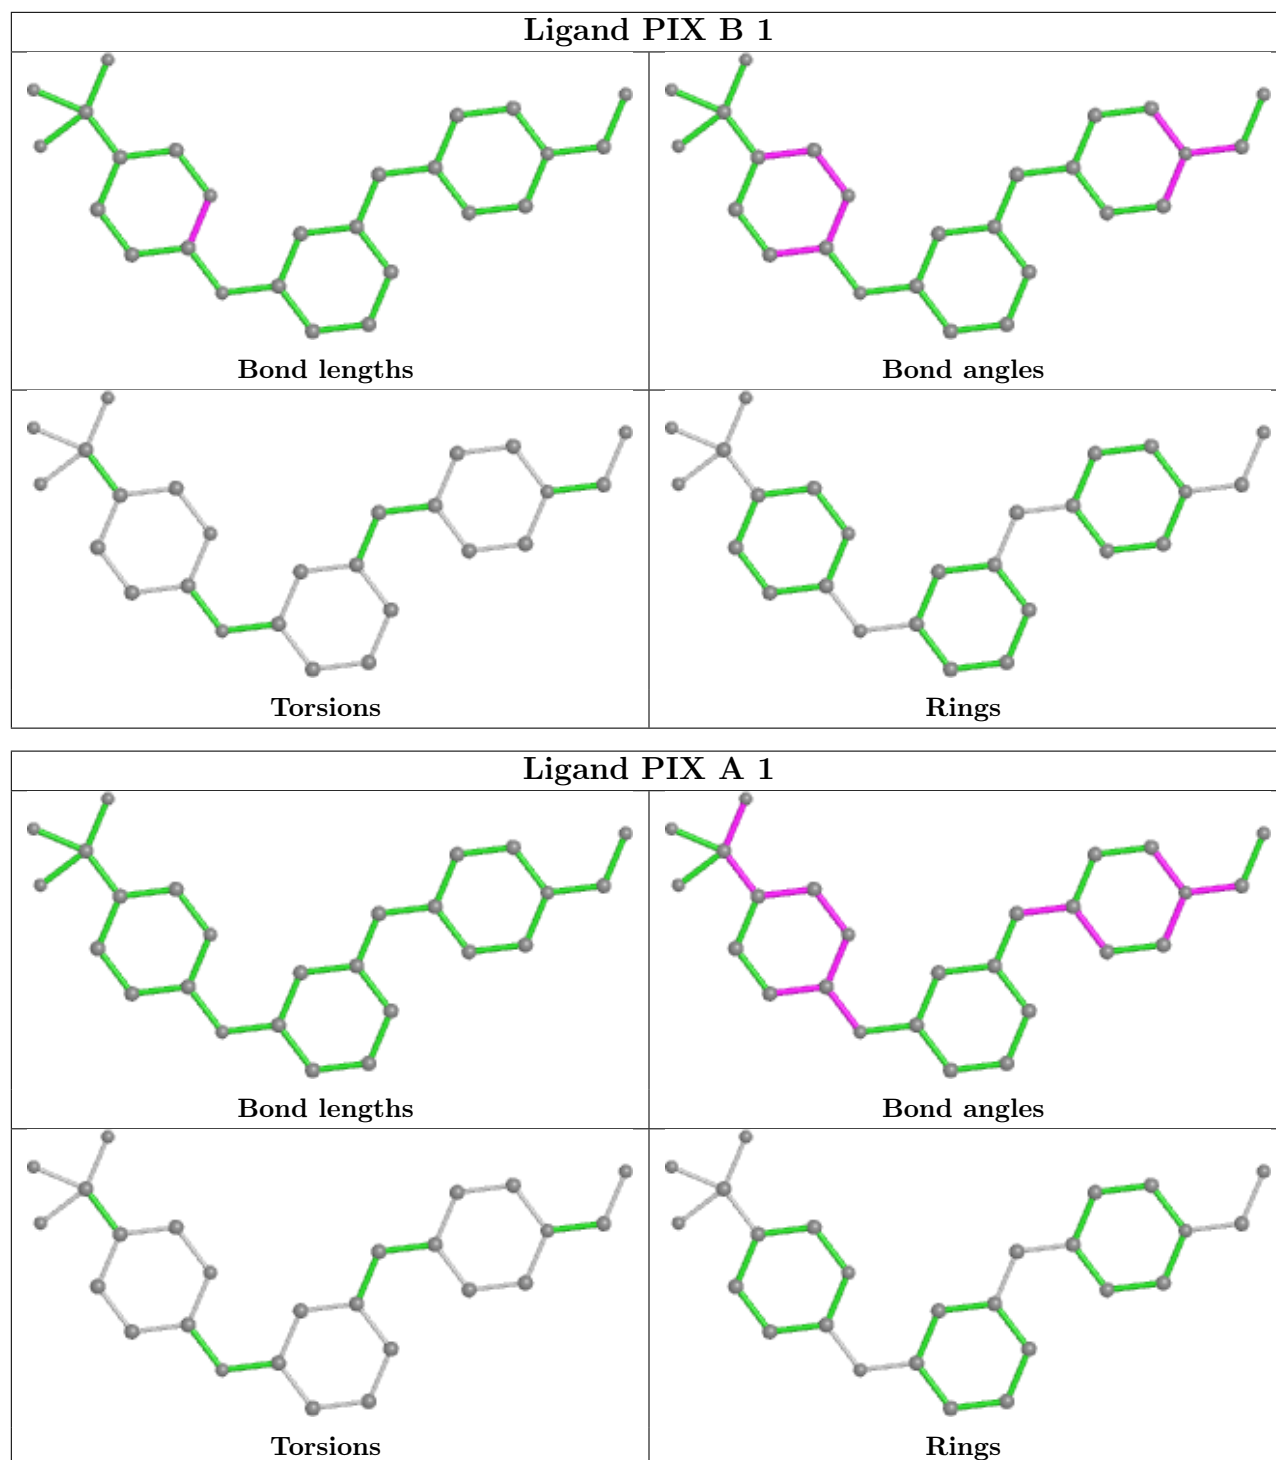 Ligand PIX B 1
Bond lengths
Bond angles
Torsions
Rings
Ligand PIX A 1
Bond lengths
Bond angles
Torsions
Rings